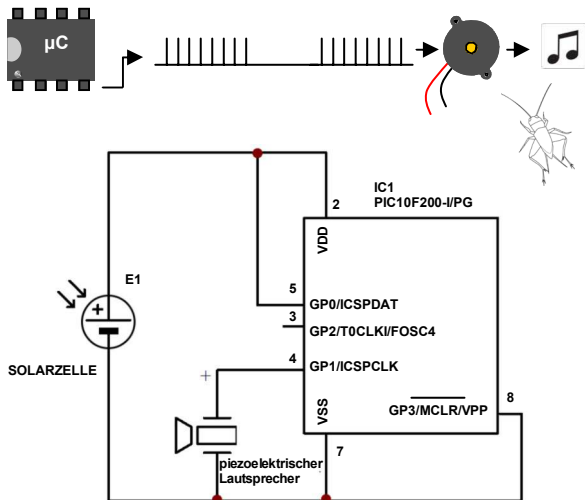 µC
IC1
PIC10F200-I/PG
2
VDD
E1
+
5
GP0/ICSPDAT
3
GP2/T0CLKI/FOSC4
SOLARZELLE
4
GP1/ICSPCLK
+
8
GP3/MCLR/VPP
VSS
7
piezoelektrischer
Lautsprecher